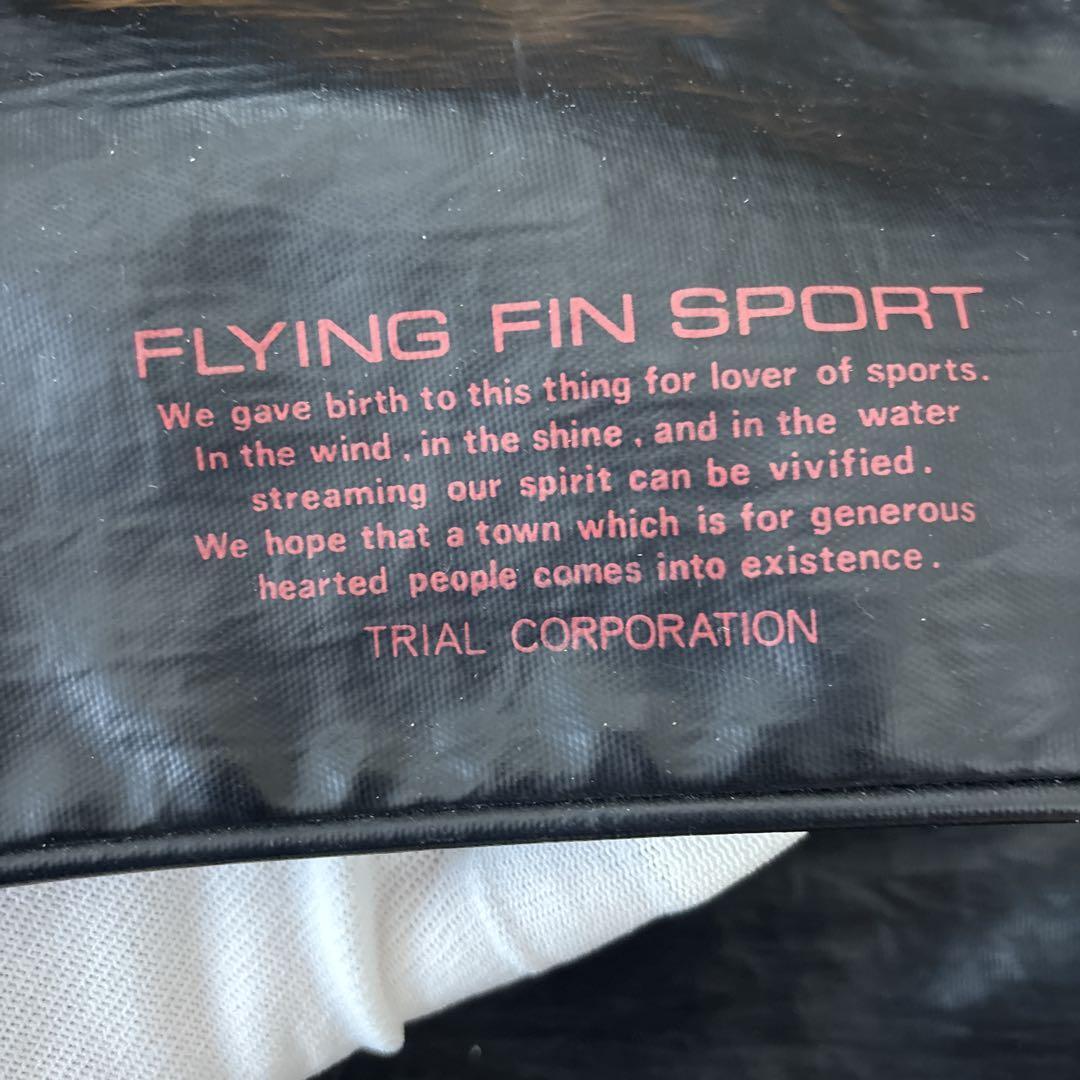 FLYING FIN SPORT
We gave birth to this thing for lover of sports.
In the wind, in the shine, and in the water
streaming our spirit can be vivified.
We hope that a town which is for generous
hearted people comes into existence.
TRIAL CORPORATION